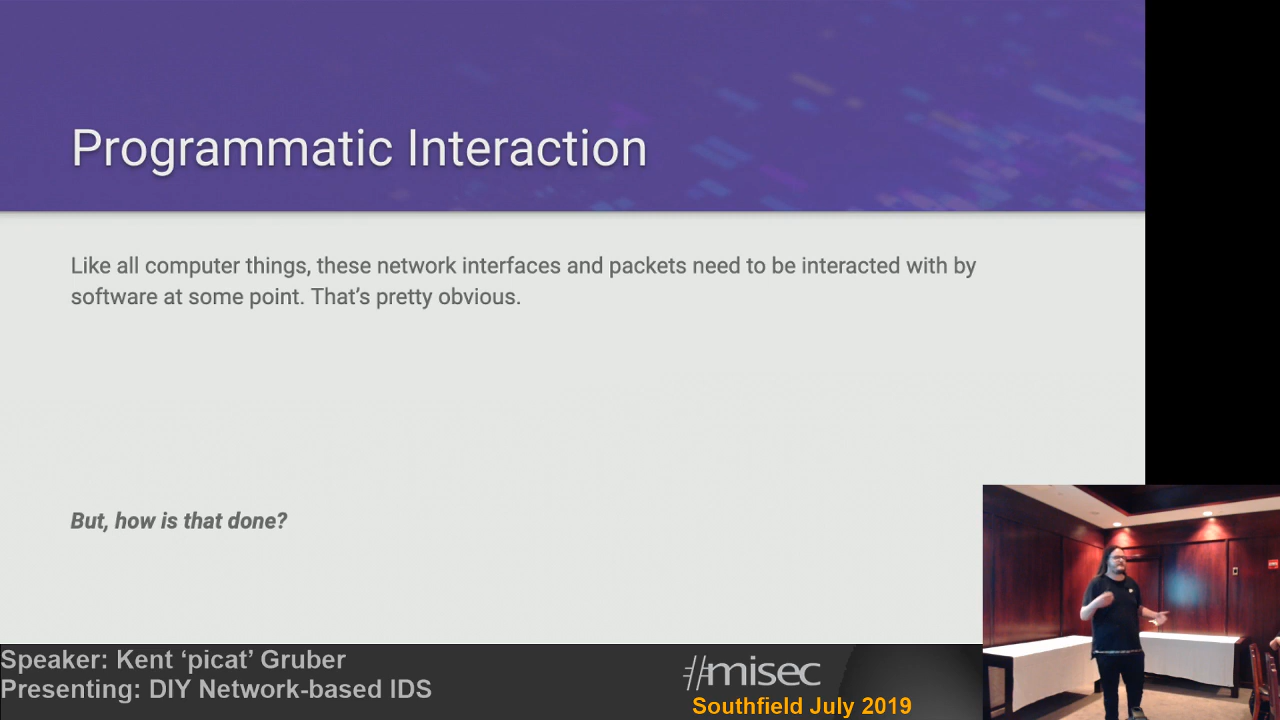 Programmatic Interaction
Like all computer things, these network interfaces and packets need to be interacted with by
software at some point. That’s pretty obvious.
But, how is that done?
Speaker: Kent ‘picat’ Gruber
Presenting: DIY Network-based IDS
#misec
Southfield July 2019